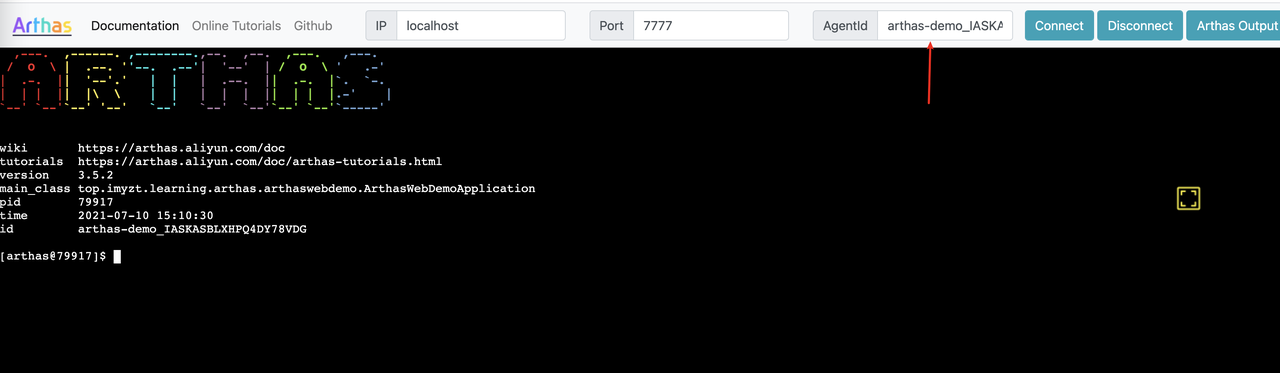 Arthas Documentation Online Tutorials Github IP localhost Port 7777 AgentId arthas-demo_IASKA Connect Disconnect Arthas Output
ARTHAS
wiki https://arthas.aliyun.com/doc
tutorials https://arthas.aliyun.com/doc/arthas-tutorials.html
version 3.5.2
main_class top.imyzt.learning.arthas.arthaswebdemo.ArthasWebDemoApplication
pid 79917
time 2021-07-10 15:10:30
id arthas-demo_IASKASBLXHPQ4DY78VDG
[arthas@79917]$